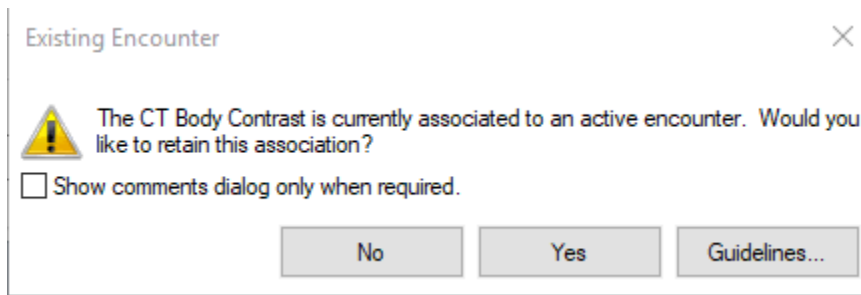 Existing Encounter
The CT Body Contrast is currently associated to an active encounter.  Would you
like to retain this association?
Show comments dialog only when required.
No
Yes
Guidelines...